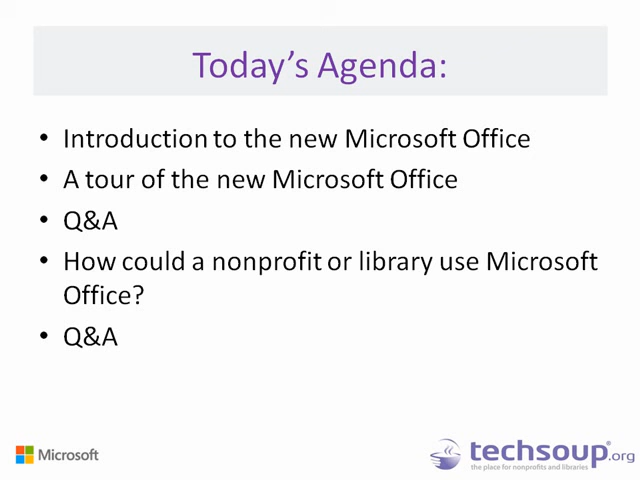 Today's Agenda:
• Introduction to the new Microsoft Office
• A tour of the new Microsoft Office
• Q&A
• How could a nonprofit or library use Microsoft
Office?
• Q&A
Microsoft
techsoup.org
the place for nonprofits and libraries